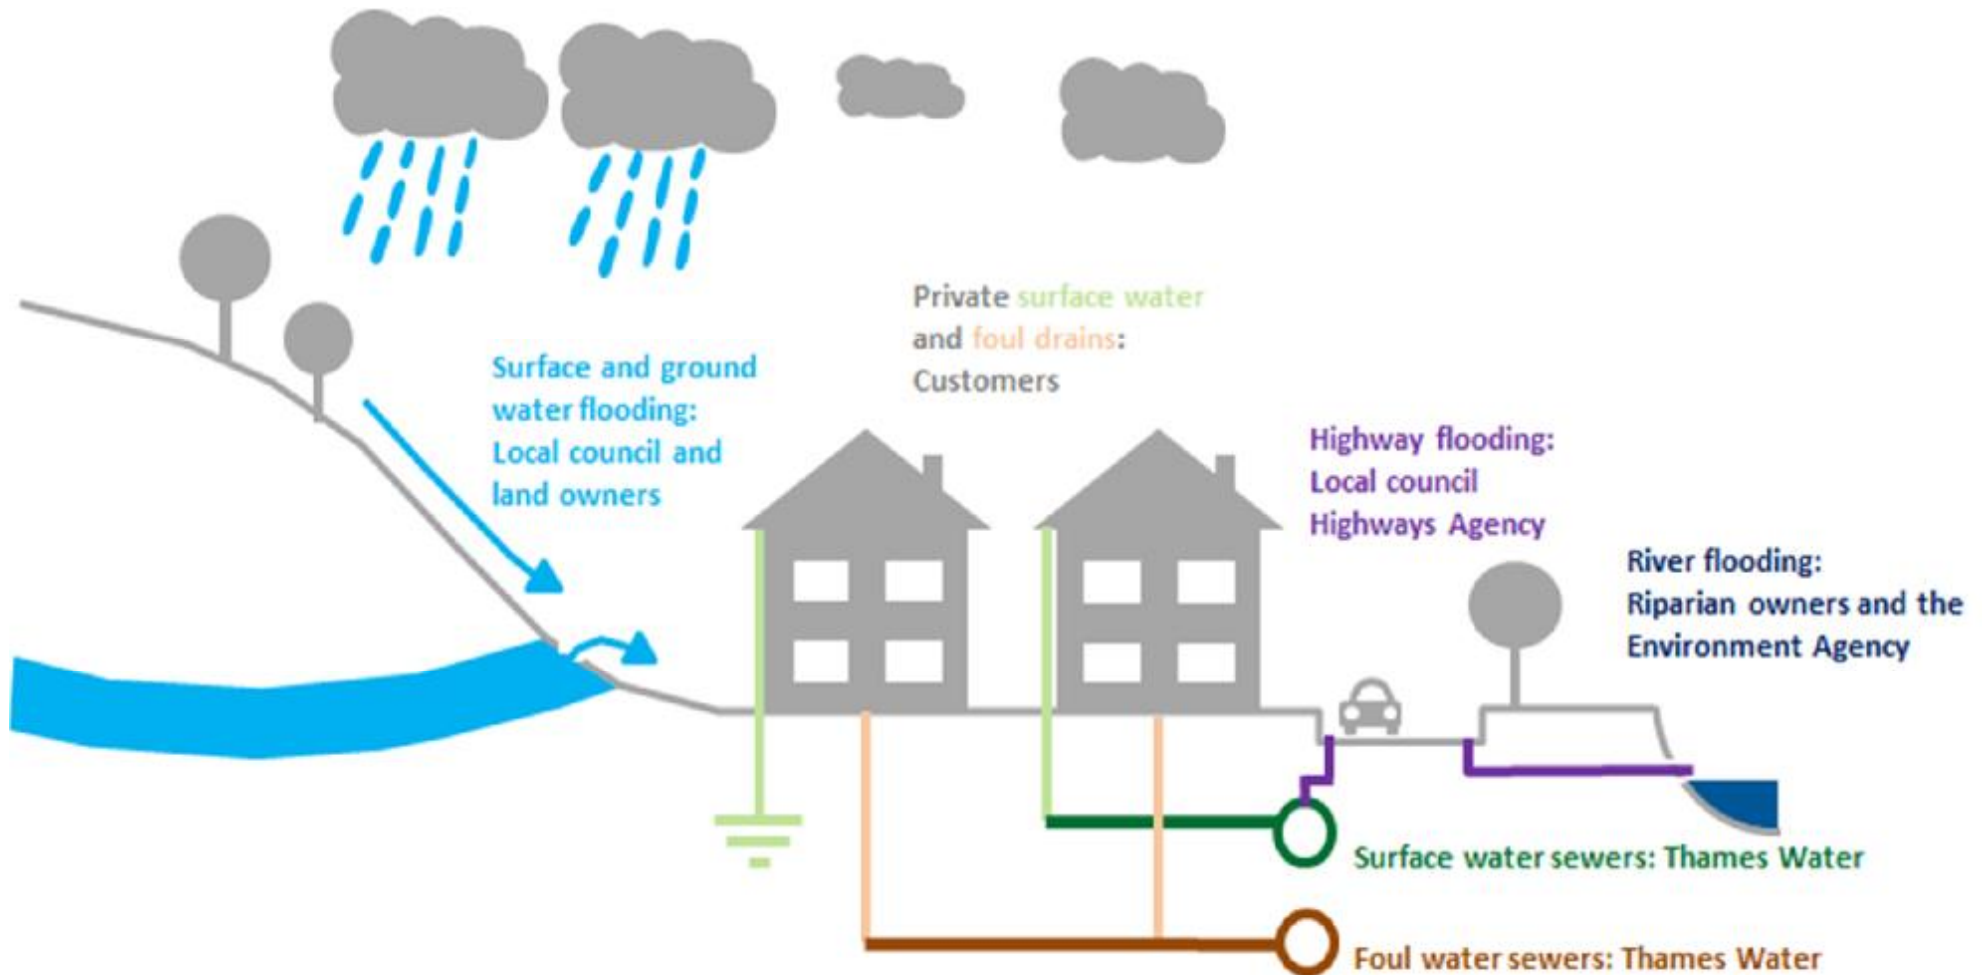 Private surface water
and foul drains:
Customers
Surface and ground
water flooding:
Local council and
land owners
Highway flooding:
Local council
Highways Agency
River flooding:
Riparian owners and the
Environment Agency
Surface water sewers: Thames Water
Foul water sewers: Thames Water